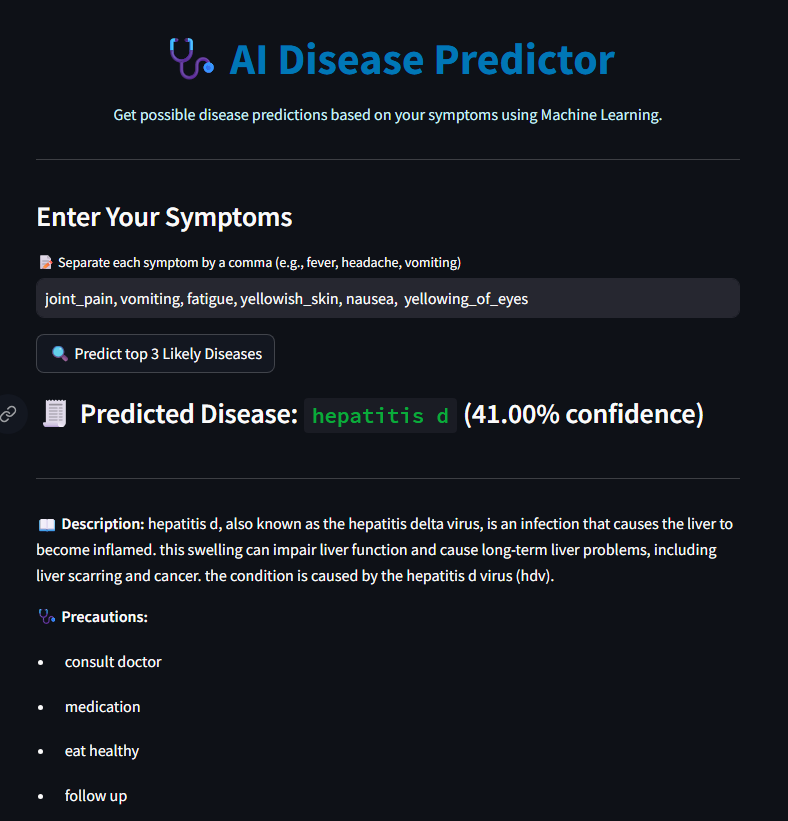 AI Disease Predictor
Get possible disease predictions based on your symptoms using Machine Learning.
Enter Your Symptoms
Separate each symptom by a comma (e.g., fever, headache, vomiting)
joint_pain, vomiting, fatigue, yellowish_skin, nausea,  yellowing_of_eyes
Predict top 3 Likely Diseases
Predicted Disease: hepatitis d (41.00% confidence)
Description: hepatitis d, also known as the hepatitis delta virus, is an infection that causes the liver to
become inflamed. this swelling can impair liver function and cause long-term liver problems, including
liver scarring and cancer. the condition is caused by the hepatitis d virus (hdv).
Precautions:
• consult doctor
• medication
• eat healthy
• follow up